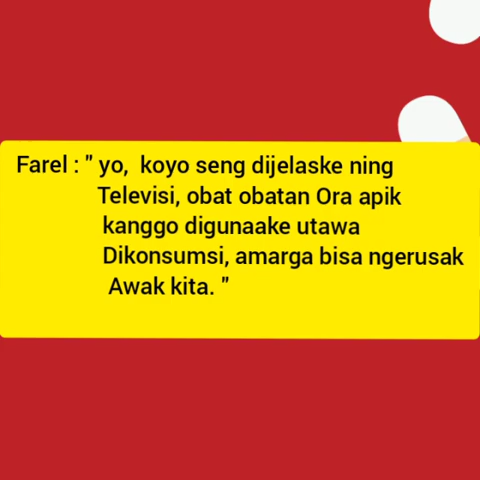 Farel : " yo, koyo seng dijelaske ning
Televisi, obat obatan Ora apik
kanggo digunaake utawa
Dikonsumsi, amarga bisa ngerusak
Awak kita. "